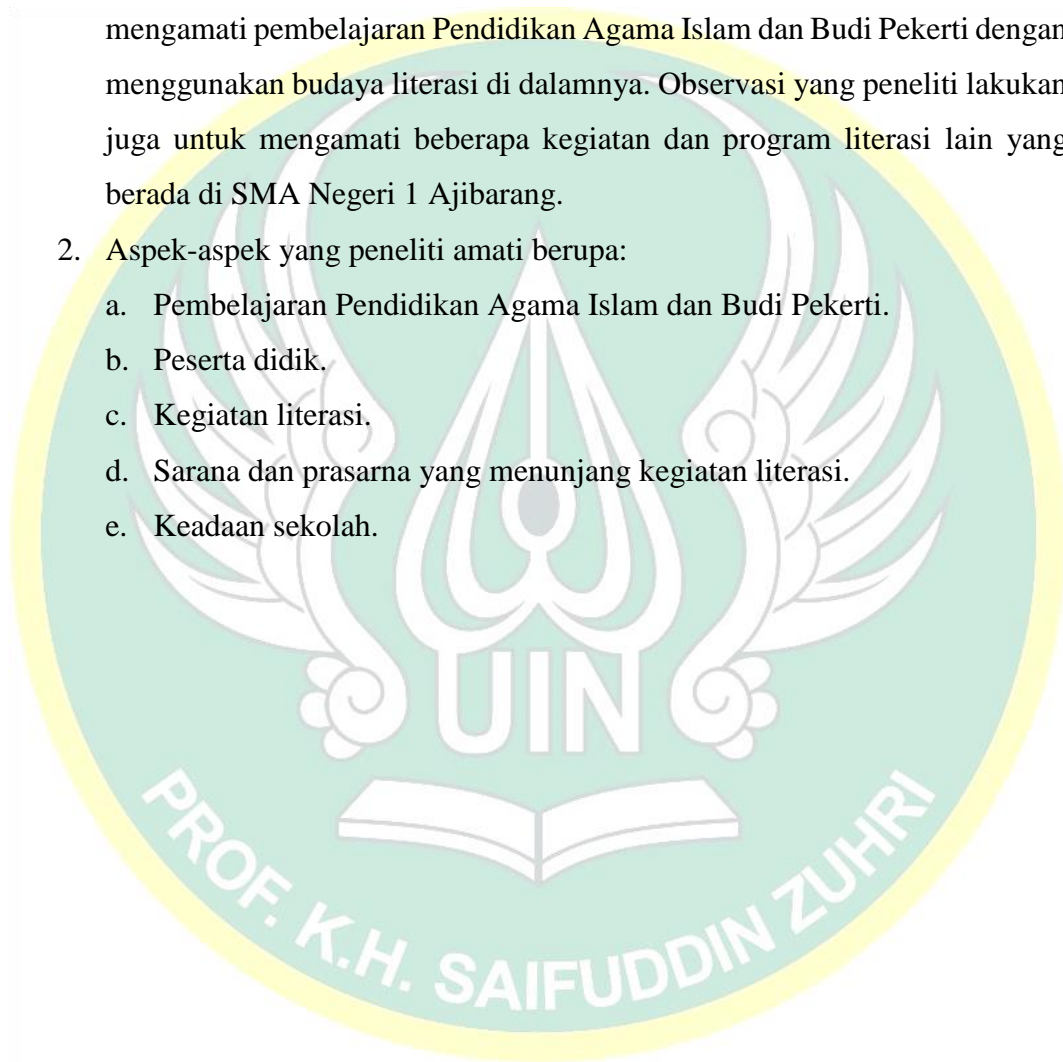 mengamati pembelajaran Pendidikan Agama Islam dan Budi Pekerti dengan
menggunakan budaya literasi di dalamnya. Observasi yang peneliti lakukan
juga untuk mengamati beberapa kegiatan dan program literasi lain yang
berada di SMA Negeri 1 Ajibarang.
2. Aspek-aspek yang peneliti amati berupa:
a. Pembelajaran Pendidikan Agama Islam dan Budi Pekerti.
b. Peserta didik.
c. Kegiatan literasi.
d. Sarana dan prasarna yang menunjang kegiatan literasi.
e. Keadaan sekolah.
UIN
PROF. K.H. SAIFUDDIN ZUHRI